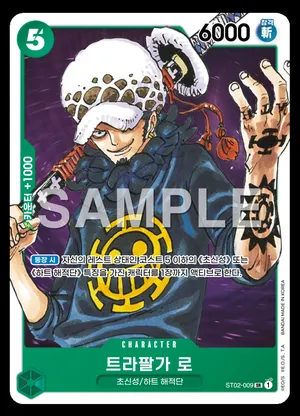 5
6000
참격
斬
카운터 +1000
SAMPLE
등장 시 자신의 레스트 상태인 코스트 5 이하의 《초신성》 또는
《하트 해적단》 특징을 가진 캐릭터를 1장까지 액티브로 한다.
CHARACTER
트라팔가 로
초신성/하트 해적단
ST02-009 SR 1
BANDAI MADE IN KOREA
©E.O./S. ©E.O./S.,T.A